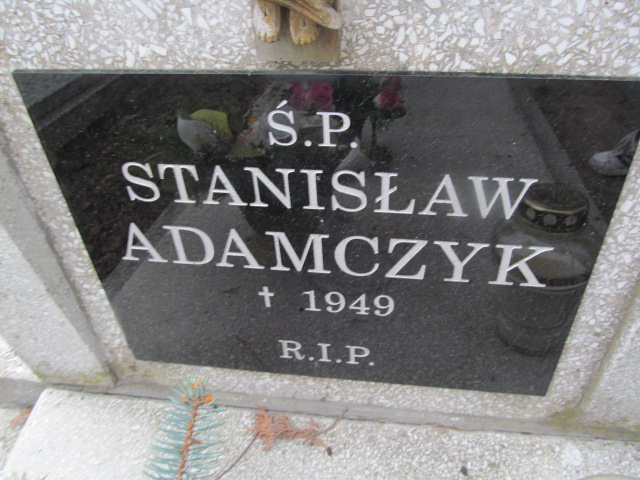 Ś.P.
STANISŁAW
ADAMCZYK
† 1949
R.I.P.